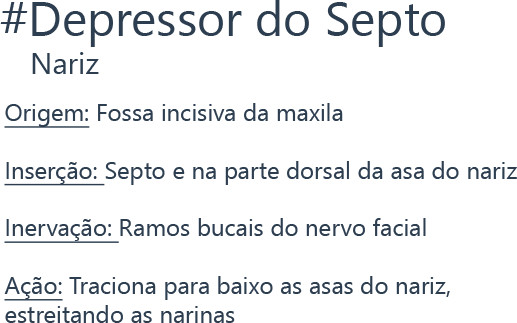 #Depressor do Septo
Nariz
Origem: Fossa incisiva da maxila
Inserção: Septo e na parte dorsal da asa do nariz
Inervação: Ramos bucais do nervo facial
Ação: Traciona para baixo as asas do nariz,
estreitando as narinas